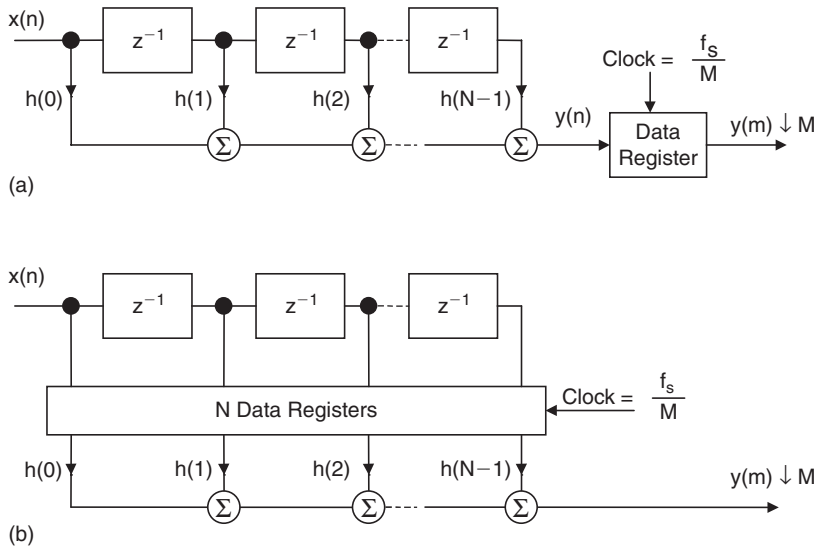 x(n)
z⁻¹ z⁻¹ z⁻¹
Clock = fₛ/M
h(0) h(1) h(2) h(N−1)
y(n)
Data Register
y(m) ↓ M
Σ Σ Σ
(a)
x(n)
z⁻¹ z⁻¹ z⁻¹
N Data Registers
Clock = fₛ/M
h(0) h(1) h(2) h(N−1)
y(m) ↓ M
Σ Σ Σ
(b)